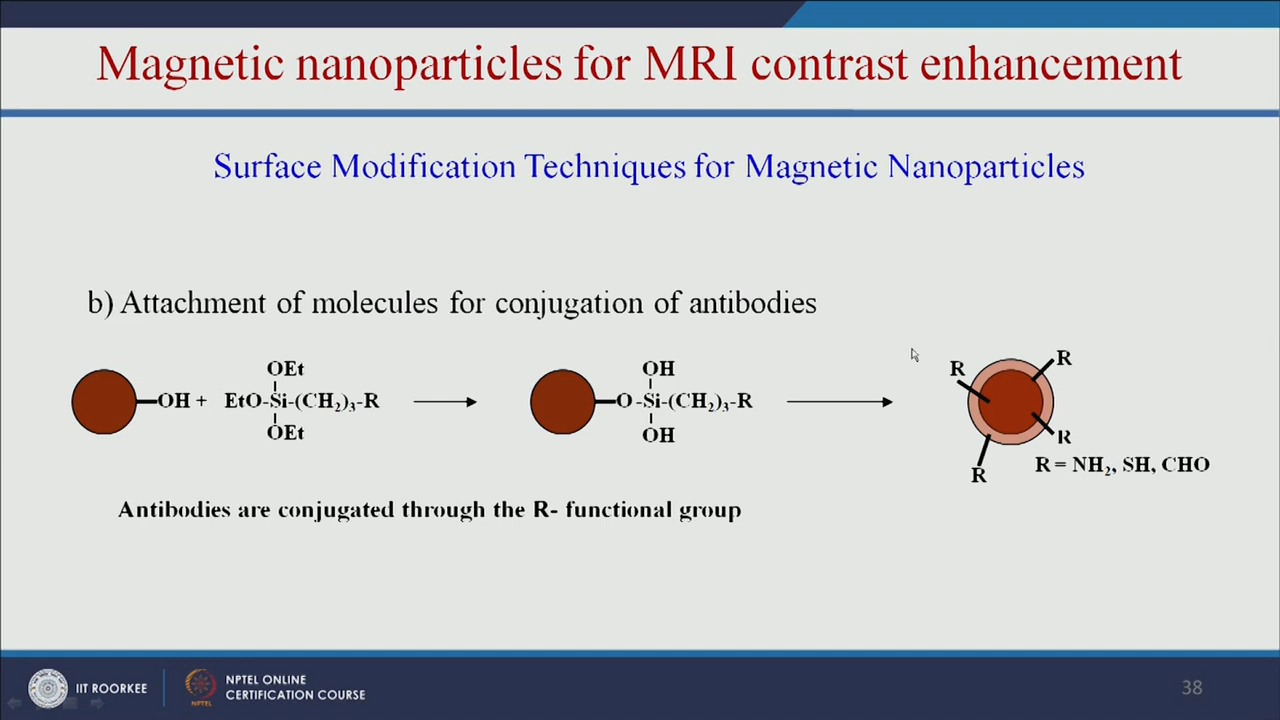 Magnetic nanoparticles for MRI contrast enhancement
Surface Modification Techniques for Magnetic Nanoparticles
b) Attachment of molecules for conjugation of antibodies
OEt
OH + EtO-Si-(CH₂)₃-R
OEt
OH
O -Si-(CH₂)₃-R
OH
R
R
R
R
R = NH₂, SH, CHO
Antibodies are conjugated through the R- functional group
IIT ROORKEE
NPTEL
NPTEL ONLINE
CERTIFICATION COURSE
38